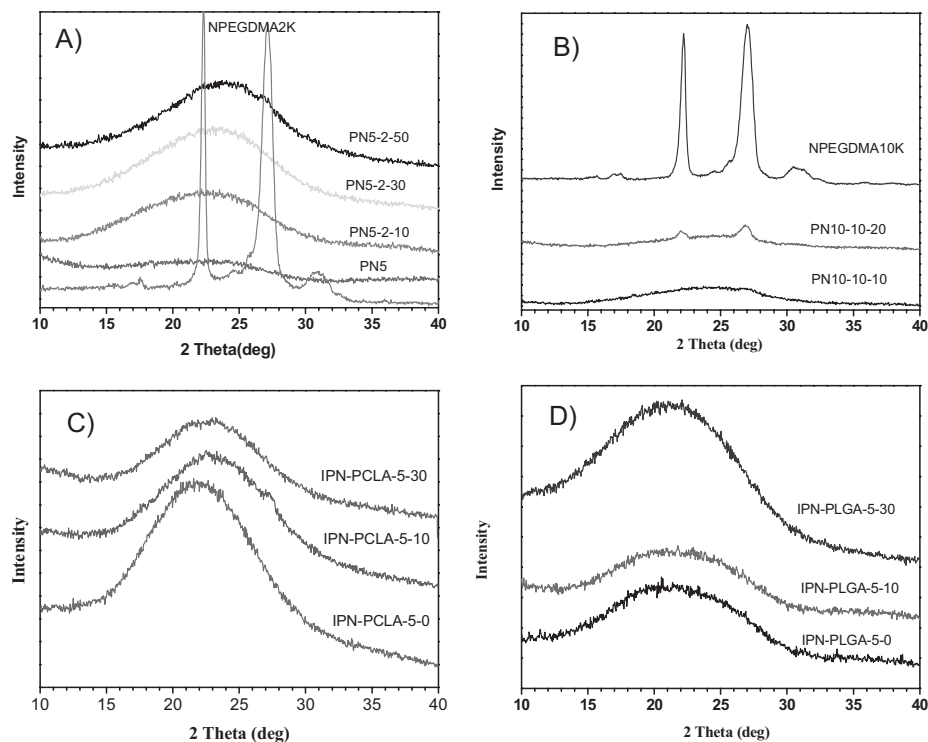 A)
NPEGDMA2K
PN5-2-50
PN5-2-30
PN5-2-10
PN5
Intensity
10 15 20 25 30 35 40
2 Theta(deg)
B)
NPEGDMA10K
PN10-10-20
PN10-10-10
Intensity
10 15 20 25 30 35 40
2 Theta (deg)
C)
IPN-PCLA-5-30
IPN-PCLA-5-10
IPN-PCLA-5-0
Intensity
10 15 20 25 30 35 40
2 Theta (deg)
D)
IPN-PLGA-5-30
IPN-PLGA-5-10
IPN-PLGA-5-0
Intensity
10 15 20 25 30 35 40
2 Theta (deg)